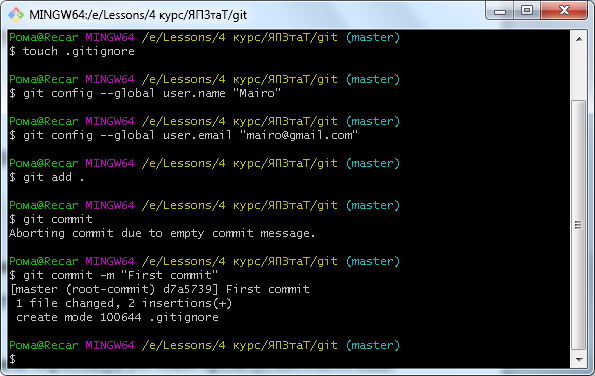 MINGW64:/e/Lessons/4 курс/ЯПЗтаТ/git
Рома@Recar MINGW64 /e/Lessons/4 курс/ЯПЗтаТ/git (master)
$ touch .gitignore
Рома@Recar MINGW64 /e/Lessons/4 курс/ЯПЗтаТ/git (master)
$ git config --global user.name "Mairo"
Рома@Recar MINGW64 /e/Lessons/4 курс/ЯПЗтаТ/git (master)
$ git config --global user.email "mairo@gmail.com"
Рома@Recar MINGW64 /e/Lessons/4 курс/ЯПЗтаТ/git (master)
$ git add .
Рома@Recar MINGW64 /e/Lessons/4 курс/ЯПЗтаТ/git (master)
$ git commit
Aborting commit due to empty commit message.
Рома@Recar MINGW64 /e/Lessons/4 курс/ЯПЗтаТ/git (master)
$ git commit -m "First commit"
[master (root-commit) d7a5739] First commit
 1 file changed, 2 insertions(+)
 create mode 100644 .gitignore
Рома@Recar MINGW64 /e/Lessons/4 курс/ЯПЗтаТ/git (master)
$